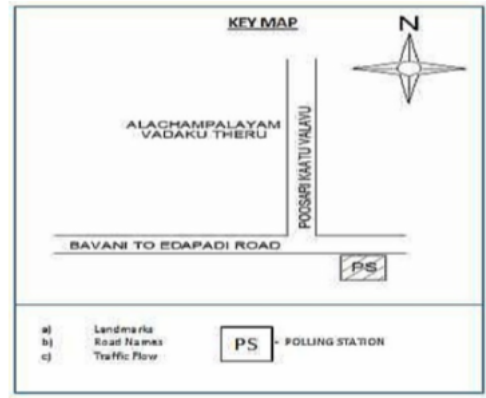 KEY MAP
N
ALACHAMPALAYAM
VADAKU THERU
POOSARI KAATU VALAVU
BAVANI TO EDAPADI ROAD
PS
a) Landmarks
b) Road Names
c) Traffic Flow
PS - POLLING STATION